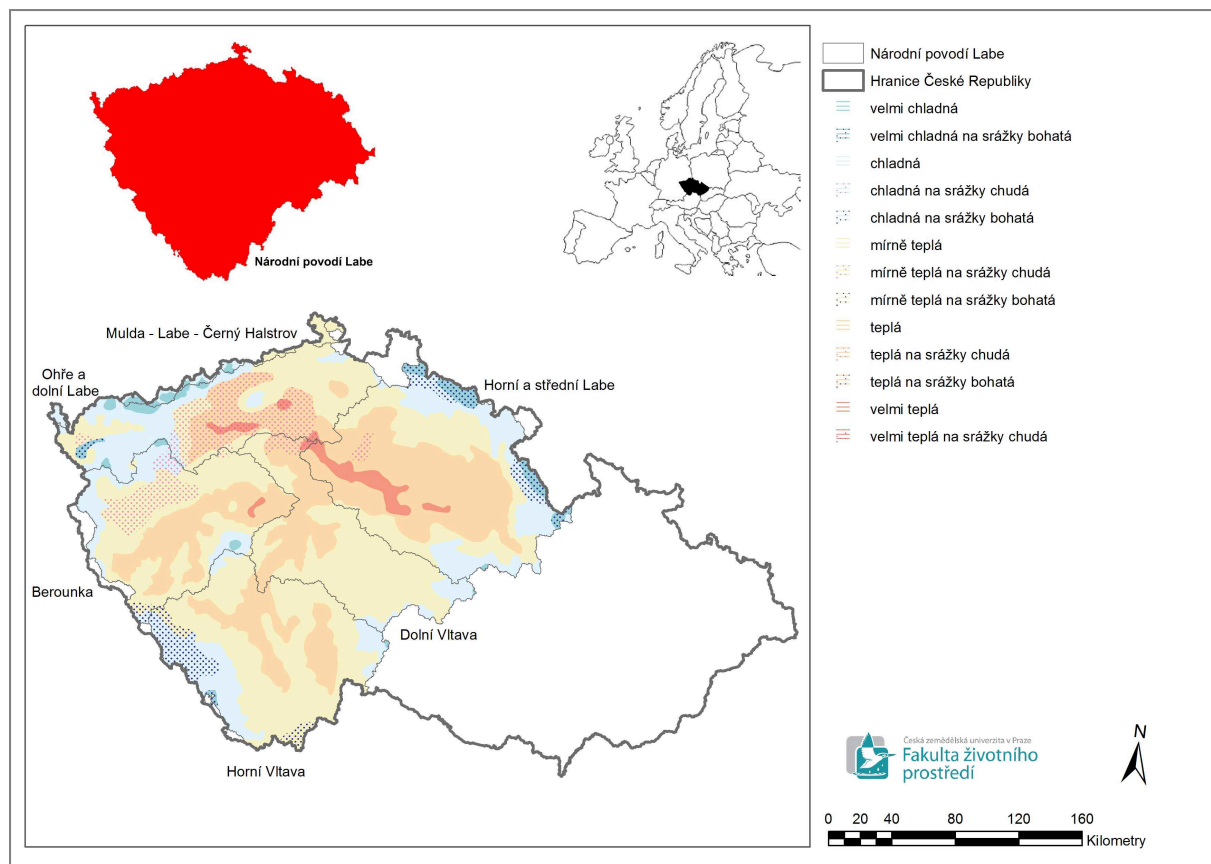 Národní povodí Labe
Mulda - Labe - Černý Halstrov
Ohře a
dolní Labe
Horní a střední Labe
Berounka
Dolní Vltava
Horní Vltava
Národní povodí Labe
Hranice České Republiky
velmi chladná
velmi chladná na srážky bohatá
chladná
chladná na srážky chudá
chladná na srážky bohatá
mírně teplá
mírně teplá na srážky chudá
mírně teplá na srážky bohatá
teplá
teplá na srážky chudá
teplá na srážky bohatá
velmi teplá
velmi teplá na srážky chudá
Česká zemědělská univerzita v Praze
Fakulta životního
prostředí
N
0 20 40 80 120 160
Kilometry